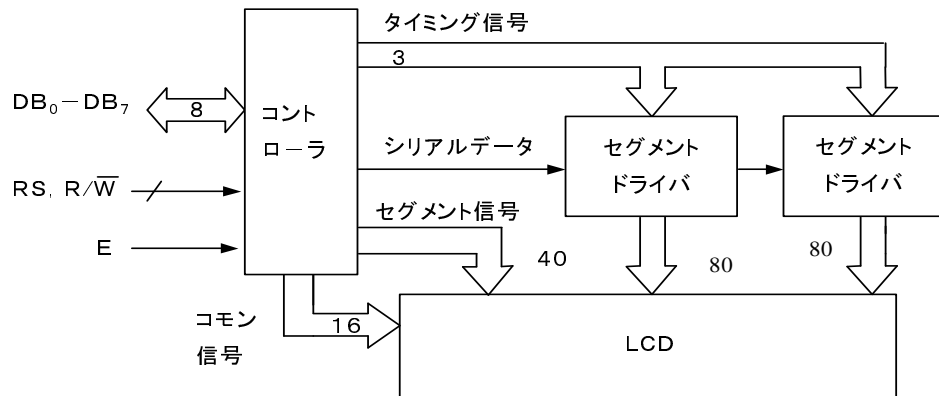 タイミング信号
3
DB₀－DB₇
8
コント
ローラ
シリアルデータ
セグメント
ドライバ
セグメント
ドライバ
RS, R/W̅
セグメント信号
E
40
80
80
コモン
信号
16
LCD